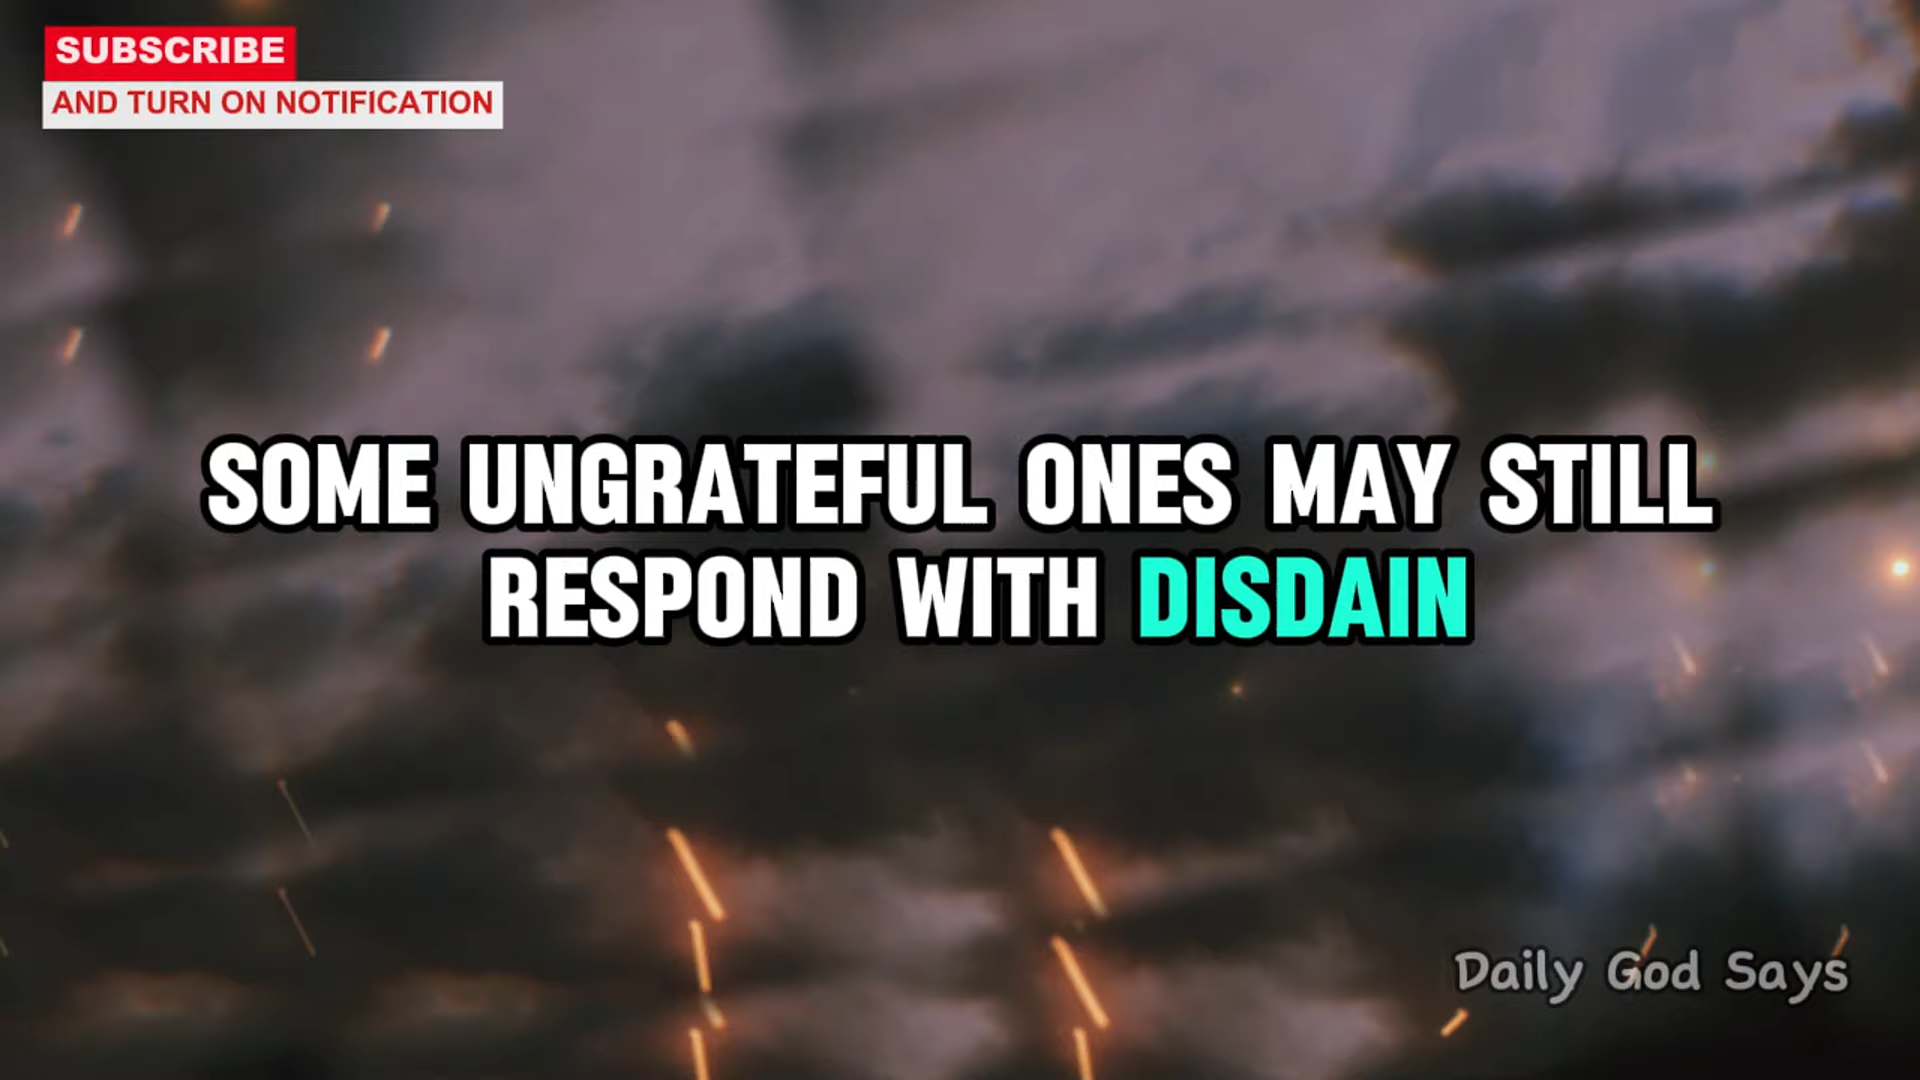 SUBSCRIBE
AND TURN ON NOTIFICATION
SOME UNGRATEFUL ONES MAY STILL
RESPOND WITH DISDAIN
Daily God Says